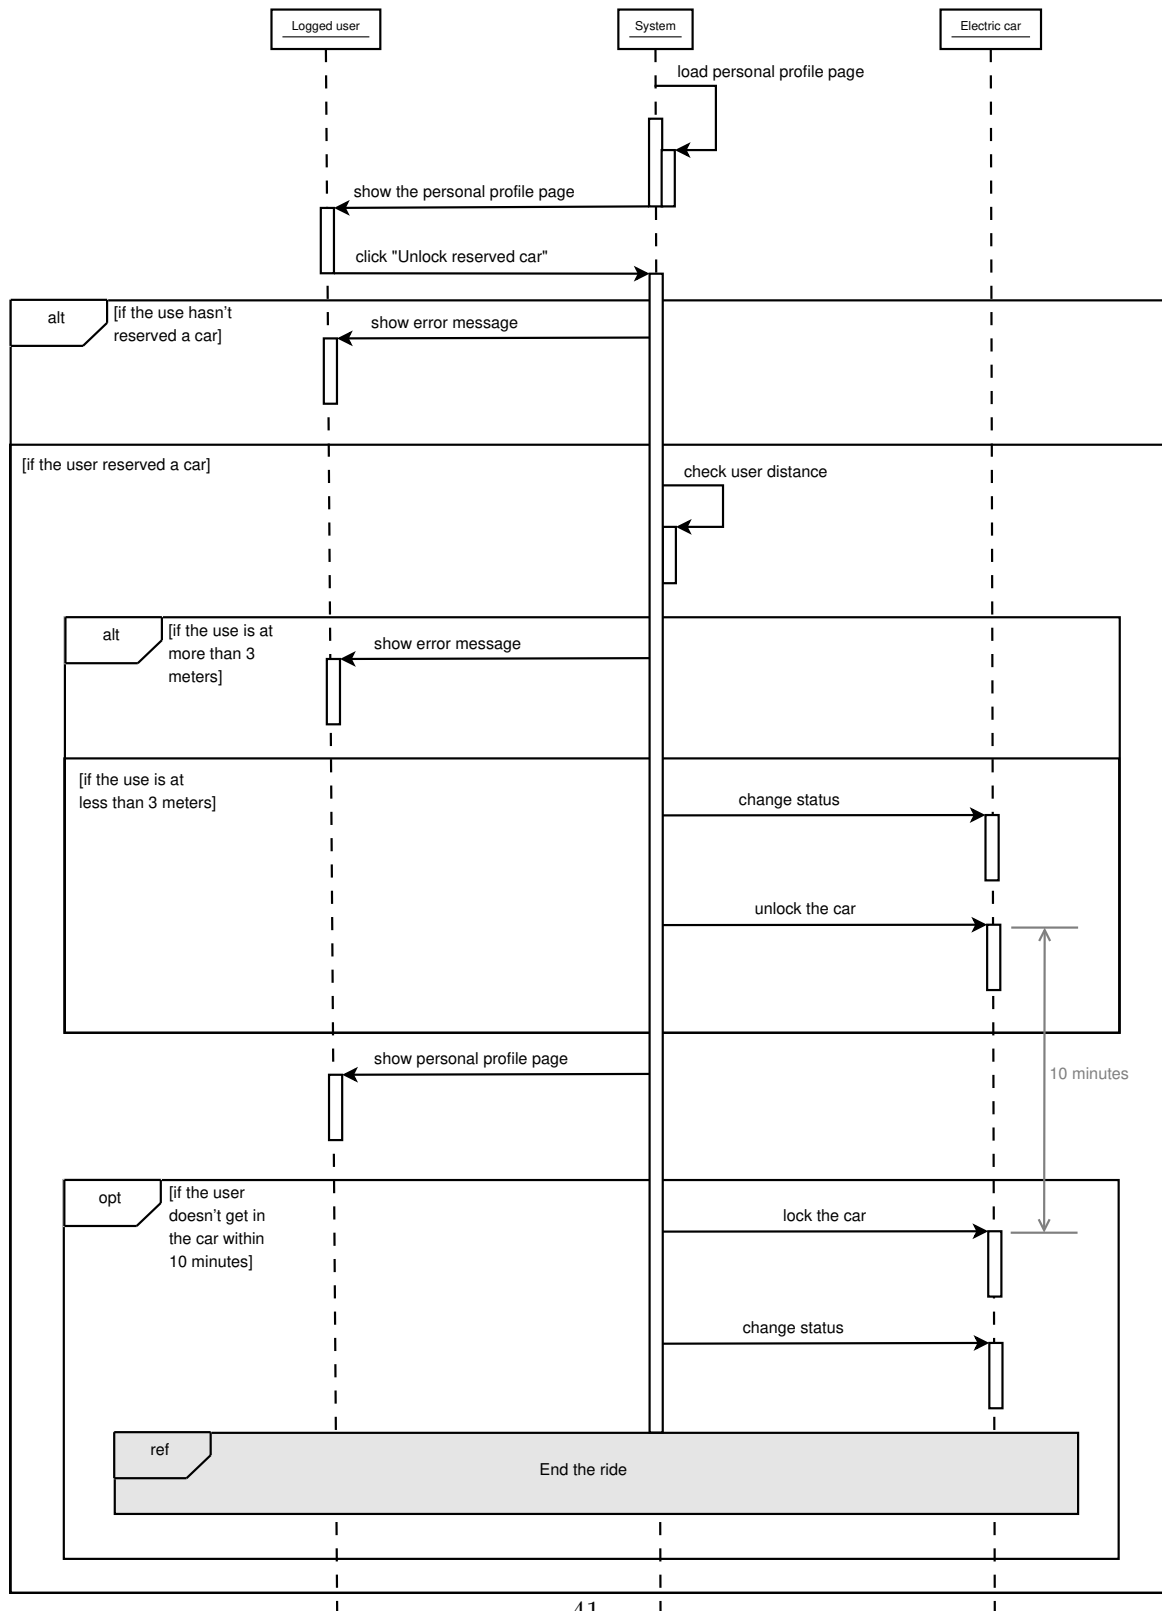 Logged user
System
Electric car
load personal profile page
show the personal profile page
click "Unlock reserved car"
alt
[if the use hasn't
reserved a car]
show error message
[if the user reserved a car]
check user distance
alt
[if the use is at
more than 3
meters]
show error message
[if the use is at
less than 3 meters]
change status
unlock the car
show personal profile page
10 minutes
opt
[if the user
doesn't get in
the car within
10 minutes]
lock the car
change status
ref
End the ride
41